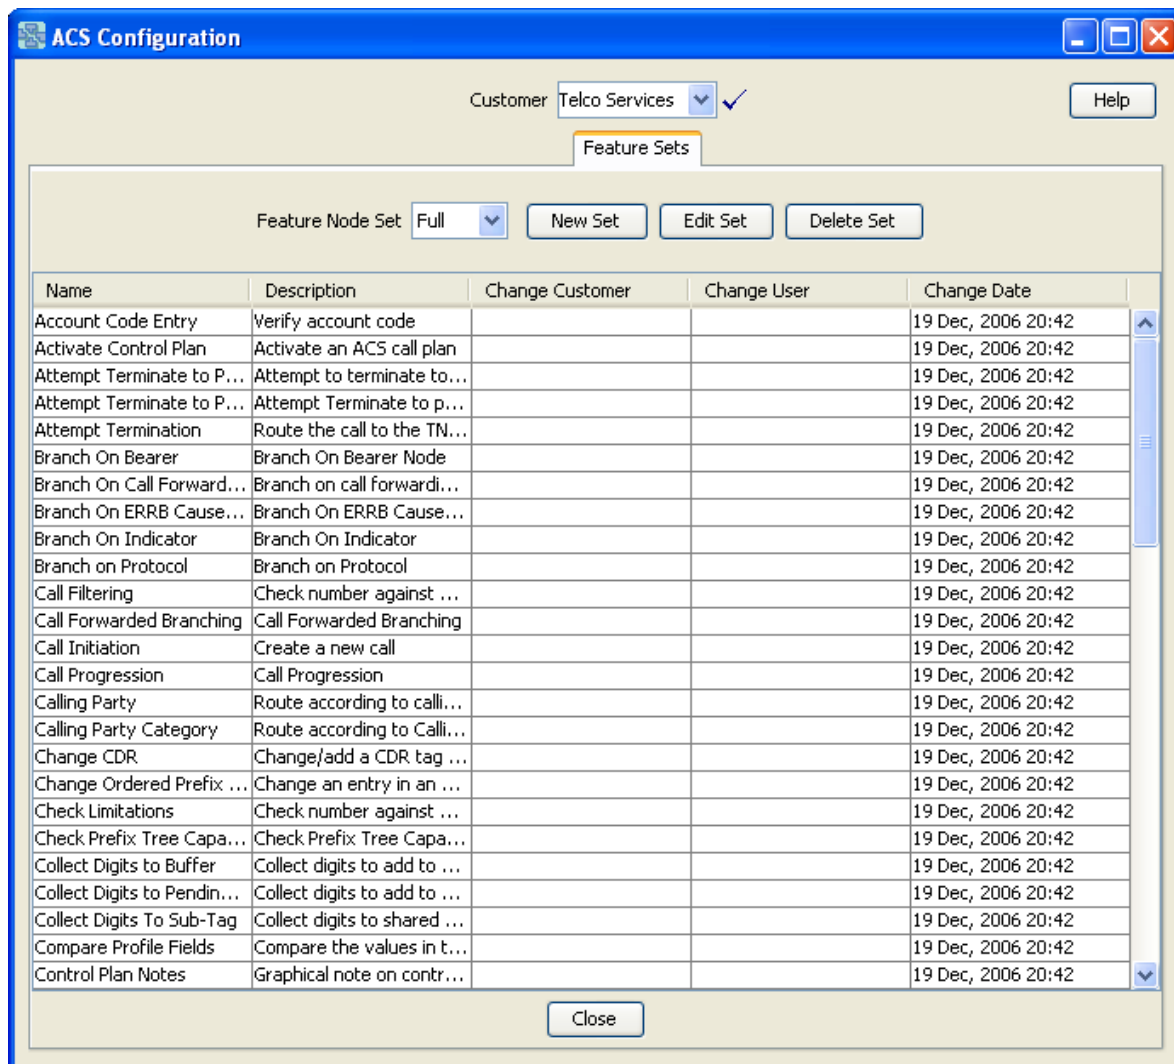 ACS Configuration
Customer Telco Services Help
Feature Sets
Feature Node Set Full New Set Edit Set Delete Set
Name Description Change Customer Change User Change Date
Account Code Entry Verify account code 19 Dec, 2006 20:42
Activate Control Plan Activate an ACS call plan 19 Dec, 2006 20:42
Attempt Terminate to P... Attempt to terminate to... 19 Dec, 2006 20:42
Attempt Terminate to P... Attempt Terminate to p... 19 Dec, 2006 20:42
Attempt Termination Route the call to the TN... 19 Dec, 2006 20:42
Branch On Bearer Branch On Bearer Node 19 Dec, 2006 20:42
Branch On Call Forward... Branch on call forwardi... 19 Dec, 2006 20:42
Branch On ERRB Cause... Branch On ERRB Cause... 19 Dec, 2006 20:42
Branch On Indicator Branch On Indicator 19 Dec, 2006 20:42
Branch on Protocol Branch on Protocol 19 Dec, 2006 20:42
Call Filtering Check number against ... 19 Dec, 2006 20:42
Call Forwarded Branching Call Forwarded Branching 19 Dec, 2006 20:42
Call Initiation Create a new call 19 Dec, 2006 20:42
Call Progression Call Progression 19 Dec, 2006 20:42
Calling Party Route according to calli... 19 Dec, 2006 20:42
Calling Party Category Route according to Calli... 19 Dec, 2006 20:42
Change CDR Change/add a CDR tag ... 19 Dec, 2006 20:42
Change Ordered Prefix ... Change an entry in an ... 19 Dec, 2006 20:42
Check Limitations Check number against ... 19 Dec, 2006 20:42
Check Prefix Tree Capa... Check Prefix Tree Capa... 19 Dec, 2006 20:42
Collect Digits to Buffer Collect digits to add to ... 19 Dec, 2006 20:42
Collect Digits to Pendin... Collect digits to add to ... 19 Dec, 2006 20:42
Collect Digits To Sub-Tag Collect digits to shared ... 19 Dec, 2006 20:42
Compare Profile Fields Compare the values in t... 19 Dec, 2006 20:42
Control Plan Notes Graphical note on contr... 19 Dec, 2006 20:42
Close